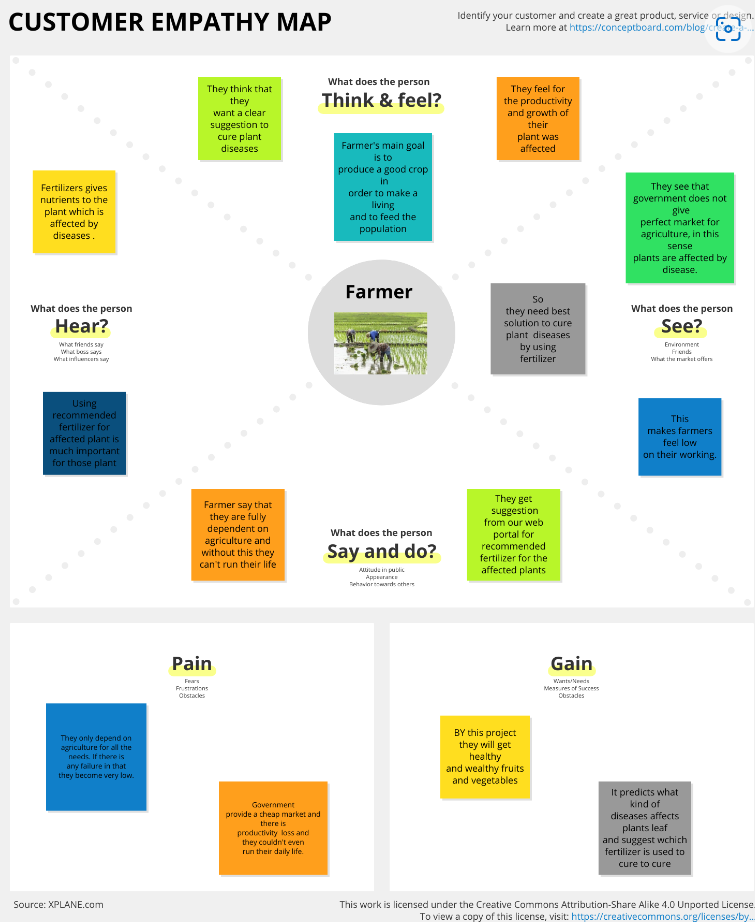 CUSTOMER EMPATHY MAP
Identify your customer and create a great product, service or design.
Learn more at https://conceptboard.com/blog/
They think that
they
want a clear
suggestion to
cure plant
diseases
What does the person
Think & feel?
Farmer's main goal
is to
produce a good crop
in
order to make a
living
and to feed the
population
They feel for
the productivity
and growth of
their
plant was
affected
Fertilizers gives
nutrients to the
plant which is
affected by
diseases .
They see that
government does not
give
perfect market for
agriculture, in this
sense
plants are affected by
disease.
What does the person
Hear?
What friends say
What boss says
What influencers say
Farmer
So
they need best
solution to cure
plant diseases
by using
fertilizer
What does the person
See?
Environment
Friends
What the market offers
Using
recommended
fertilizer for
affected plant is
much important
for those plant
This
makes farmers
feel low
on their working.
Farmer say that
they are fully
dependent on
agriculture and
without this they
can't run their life
What does the person
Say and do?
Attitude in public
Appearance
Behavior towards others
They get
suggestion
from our web
portal for
recommended
fertilizer for the
affected plants
Pain
Fears
Frustrations
Obstacles
They only depend on
agriculture for all the
needs. If there is
any failure in that
they become very low.
Government
provide a cheap market and
there is
productivity loss and
they couldn't even
run their daily life.
Gain
Wants/Needs
Measures of Success
Obstacles
BY this project
they will get
healthy
and wealthy fruits
and vegetables
It predicts what
kind of
diseases affects
plants leaf
and suggest wchich
fertilizer is used to
cure to cure
Source: XPLANE.com
This work is licensed under the Creative Commons Attribution-Share Alike 4.0 Unported License.
To view a copy of this license, visit: https://creativecommons.org/licenses/by...